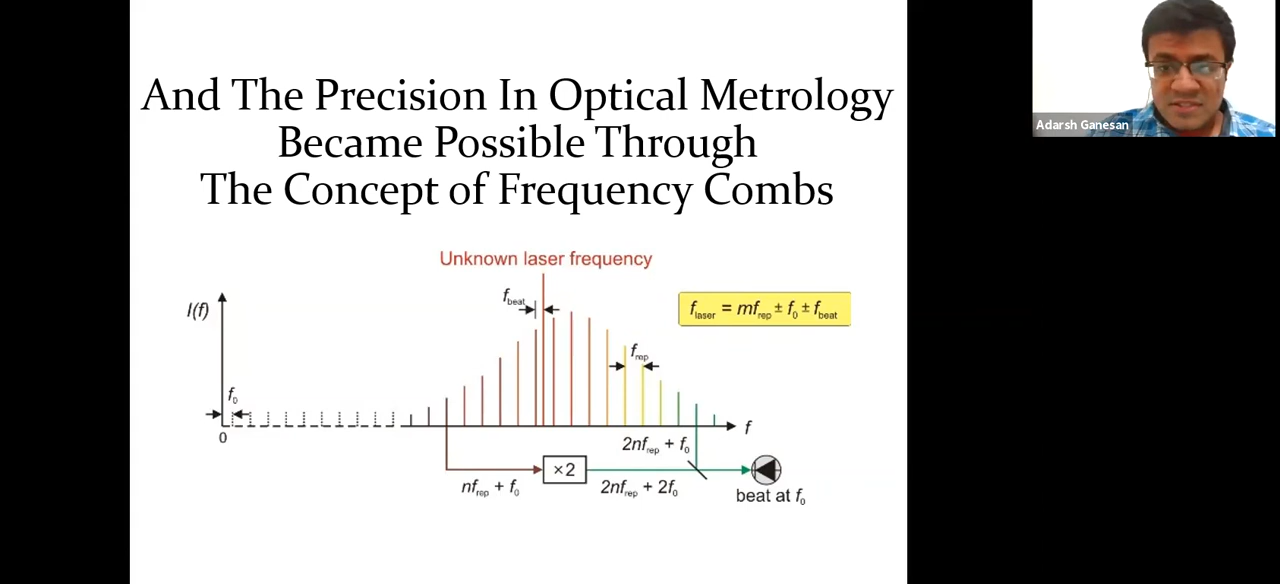 And The Precision In Optical Metrology
Became Possible Through
The Concept of Frequency Combs
Adarsh Ganesan
Unknown laser frequency
I(f)
f_beat
f_laser = mf_rep ± f_0 ± f_beat
f_rep
f_0
0
f
2nf_rep + f_0
×2
nf_rep + f_0
2nf_rep + 2f_0
beat at f_0